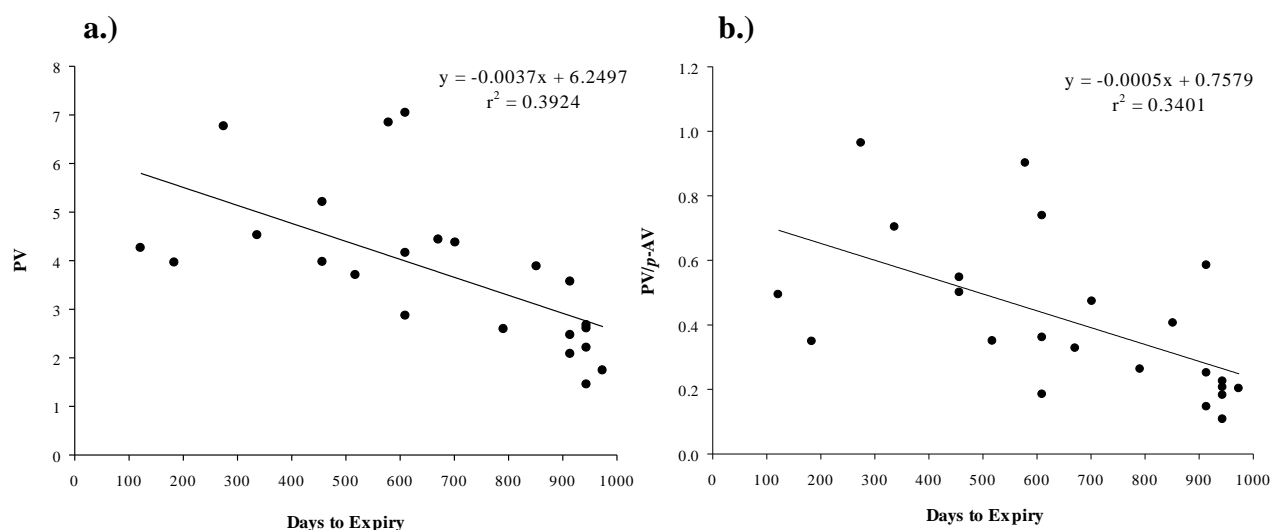 a.)
y = -0.0037x + 6.2497
r² = 0.3924
8
7
6
5
4
3
2
1
0
PV
0 100 200 300 400 500 600 700 800 900 1000
Days to Expiry
b.)
y = -0.0005x + 0.7579
r² = 0.3401
1.2
1.0
0.8
0.6
0.4
0.2
0.0
PV/p-AV
0 100 200 300 400 500 600 700 800 900 1000
Days to Expiry